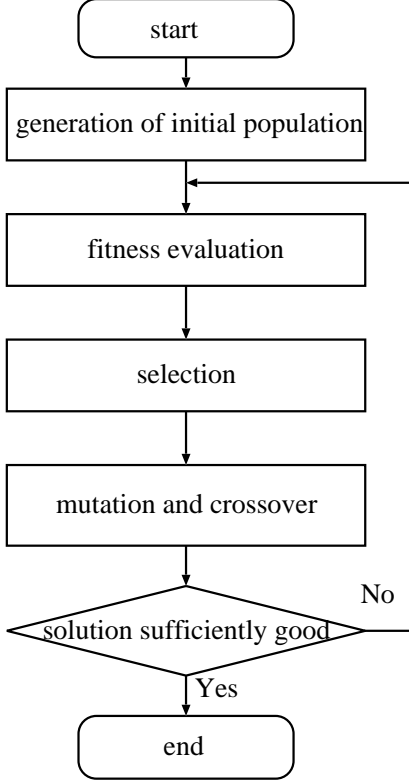 start
generation of initial population
fitness evaluation
selection
mutation and crossover
No
solution sufficiently good
Yes
end